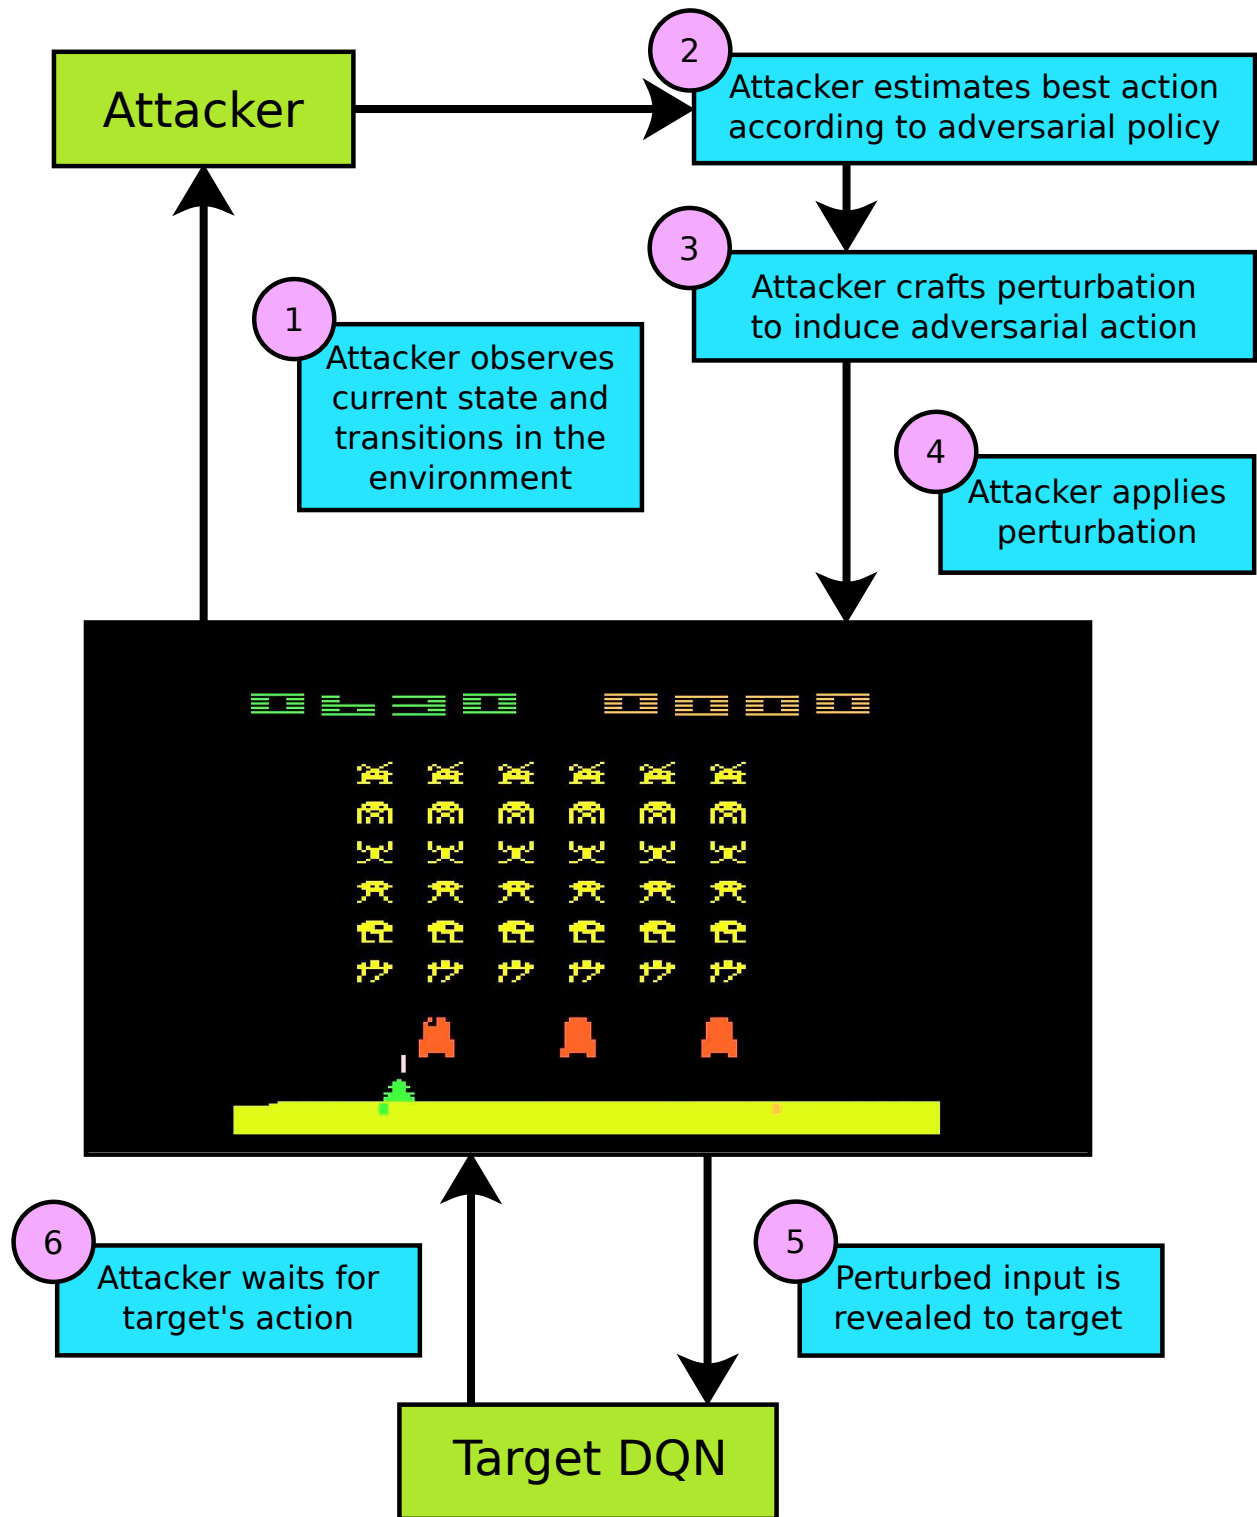 Attacker
2
Attacker estimates best action
according to adversarial policy
3
Attacker crafts perturbation
to induce adversarial action
1
Attacker observes
current state and
transitions in the
environment
4
Attacker applies
perturbation
0000
6
Attacker waits for
target's action
5
Perturbed input is
revealed to target
Target DQN